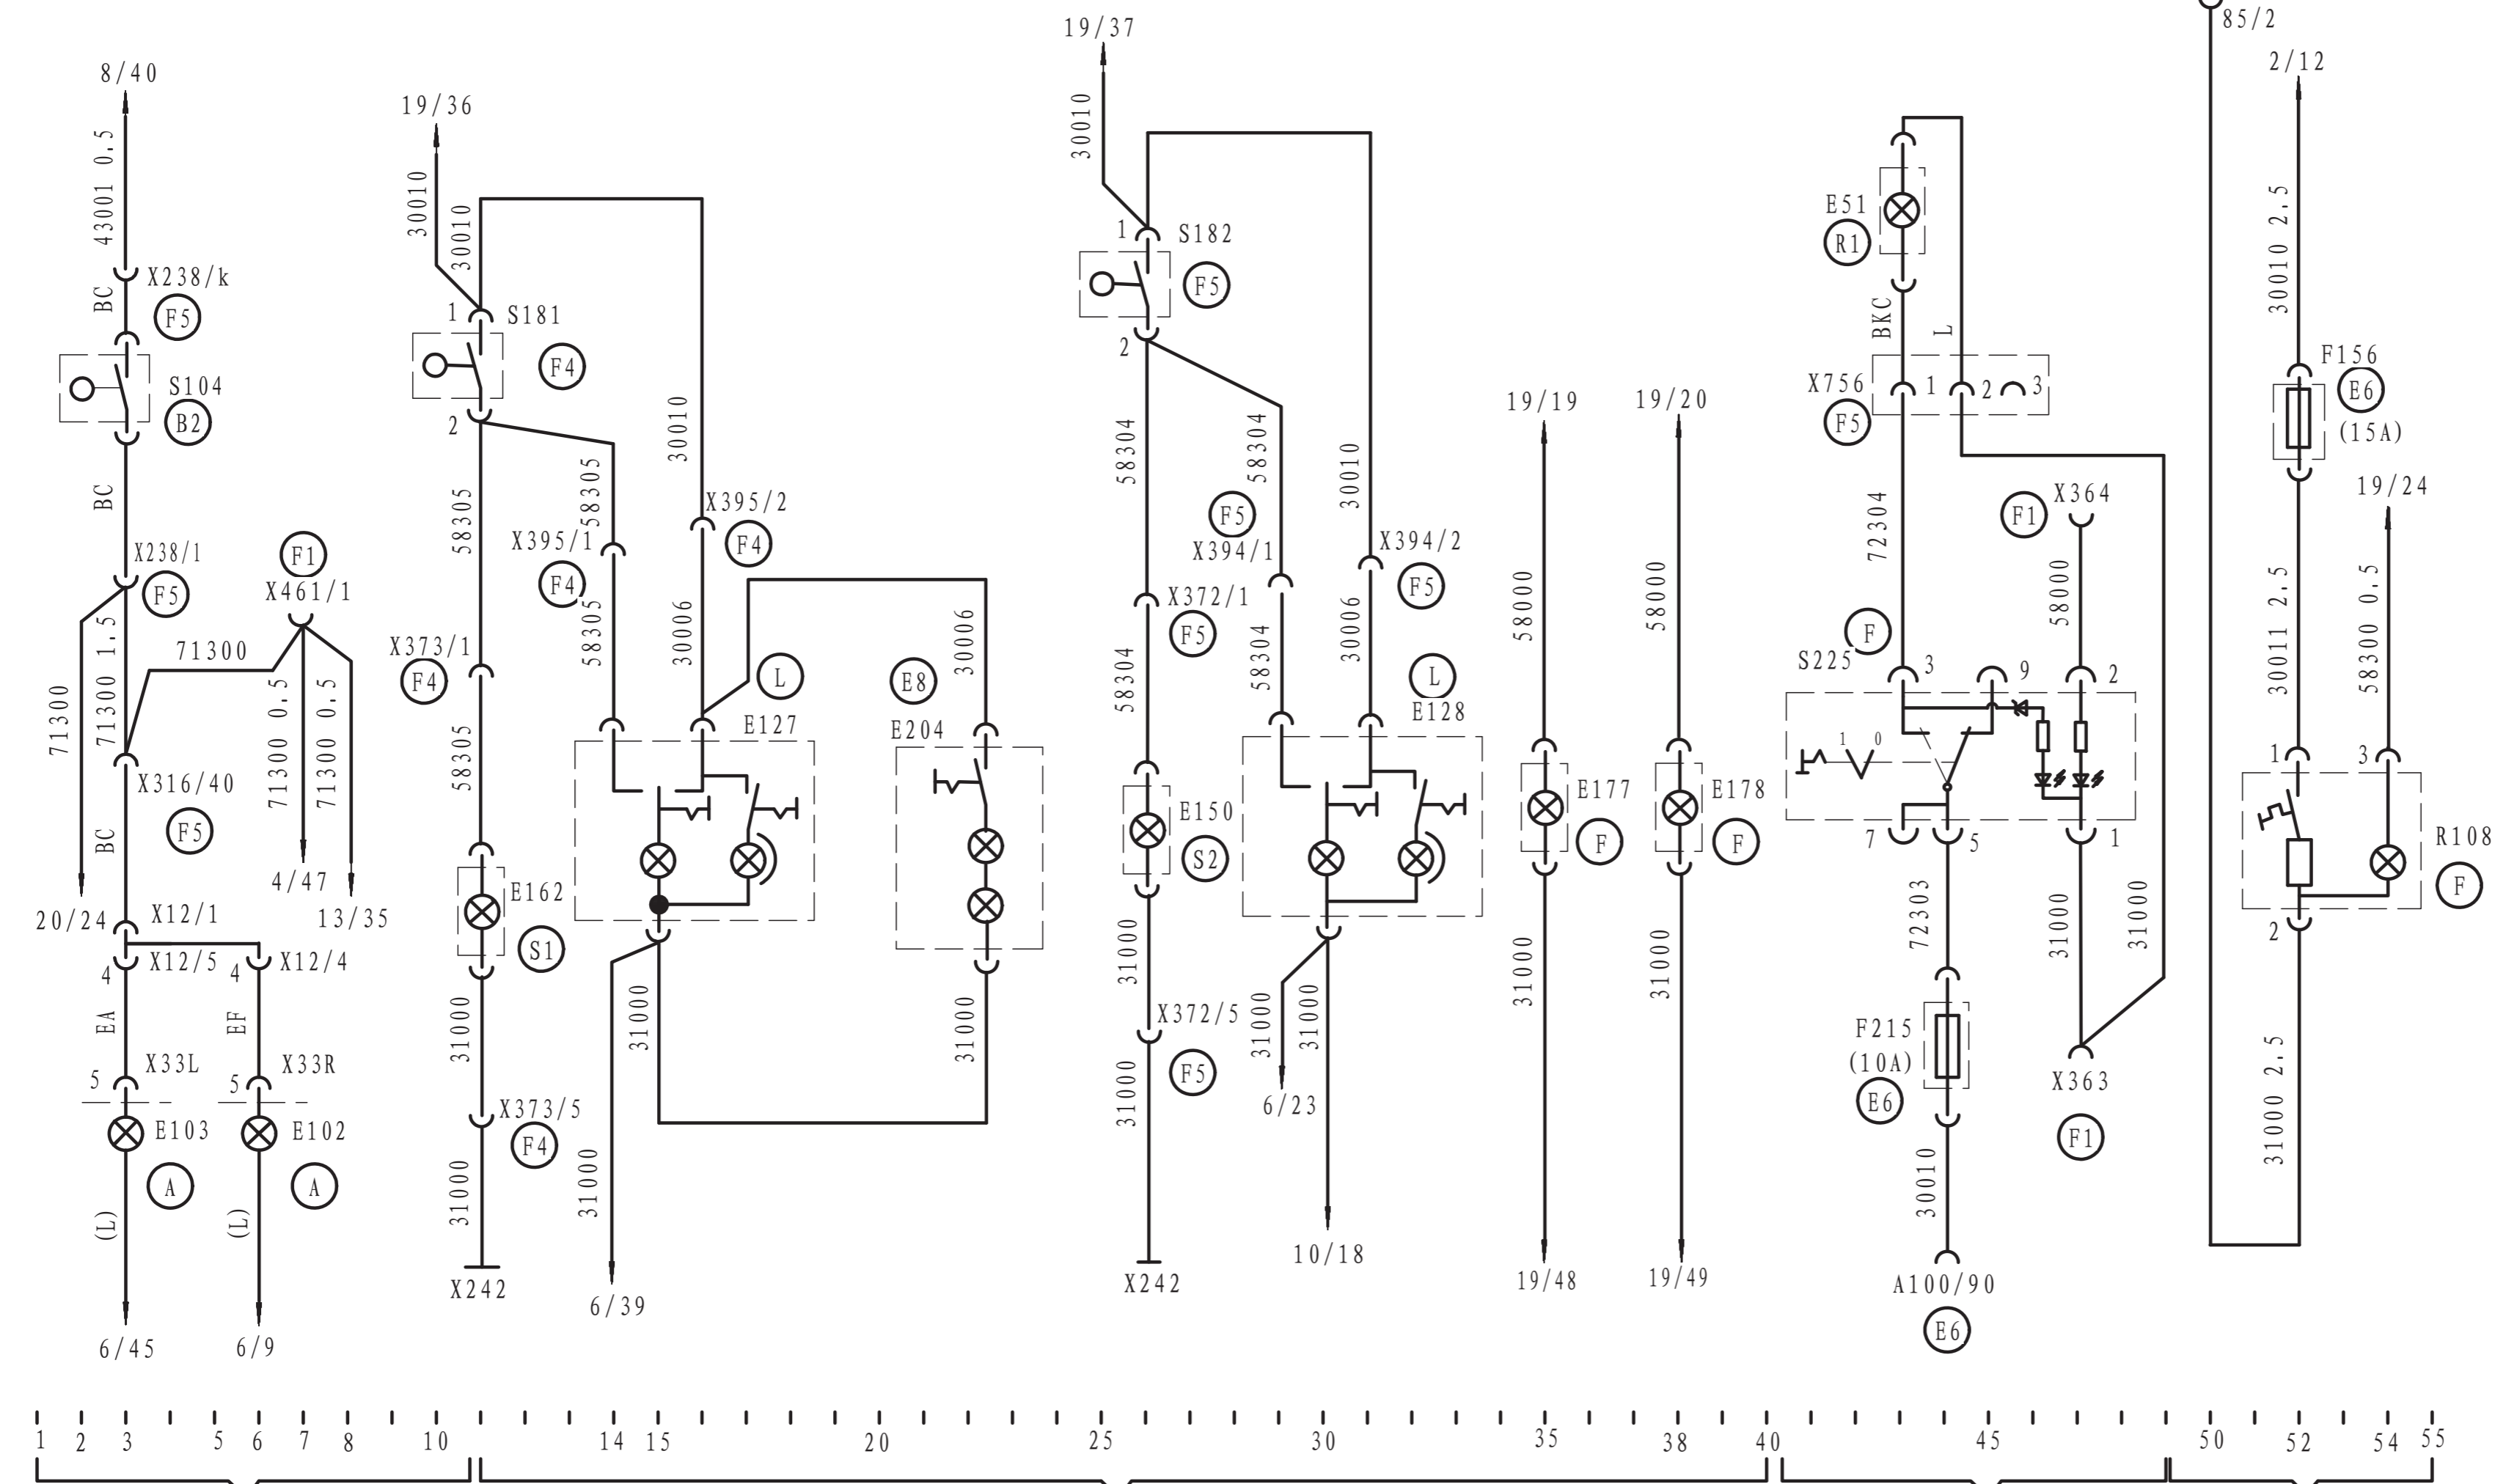 85/2
19/37
2/12
8/40
19/36
43001 0.5
30010
30010
30010
E51
R1
30010 2.5
1
S182
F5
2
X238/k
F5
BC
1
S181
F4
2
BKC
L
F156
E6
(15A)
S104
B2
X756
F5
1
2
3
19/19
19/20
BC
58305
58305
30010
58304
58304
30010
72304
F1
X364
19/24
X395/2
F4
F5
X394/1
X394/2
F5
X395/1
F4
X238/1
F5
F1
X461/1
71300
71300
71300 1.5
71300 0.5
71300 0.5
X373/1
F4
58305
58305
30006
30006
X372/1
F5
58304
58304
30006
58000
58000
58000
30011 2.5
58300 0.5
L
E8
L
E128
E127
E204
F
S225
3
9
2
1
3
X316/40
F5
BC
E150
S2
E177
F
E178
F
1
0
7
5
1
R108
F
2
4/47
20/24
13/35
X12/1
X12/5
X12/4
4
4
E162
S1
EA
EF
31000
31000
31000
31000
31000
31000
31000
31000
72303
31000
31000
X372/5
F5
F215
(10A)
E6
X363
F1
5
X33L
5
X33R
E103
A
E102
A
X373/5
F4
6/23
31000
31000
31000
30010
31000 2.5
(L)
(L)
X242
6/39
X242
10/18
19/48
19/49
A100/90
E6
6/45
6/9
1
2
3
5
6
7
8
10
14
15
20
25
30
35
38
40
45
50
52
54
55